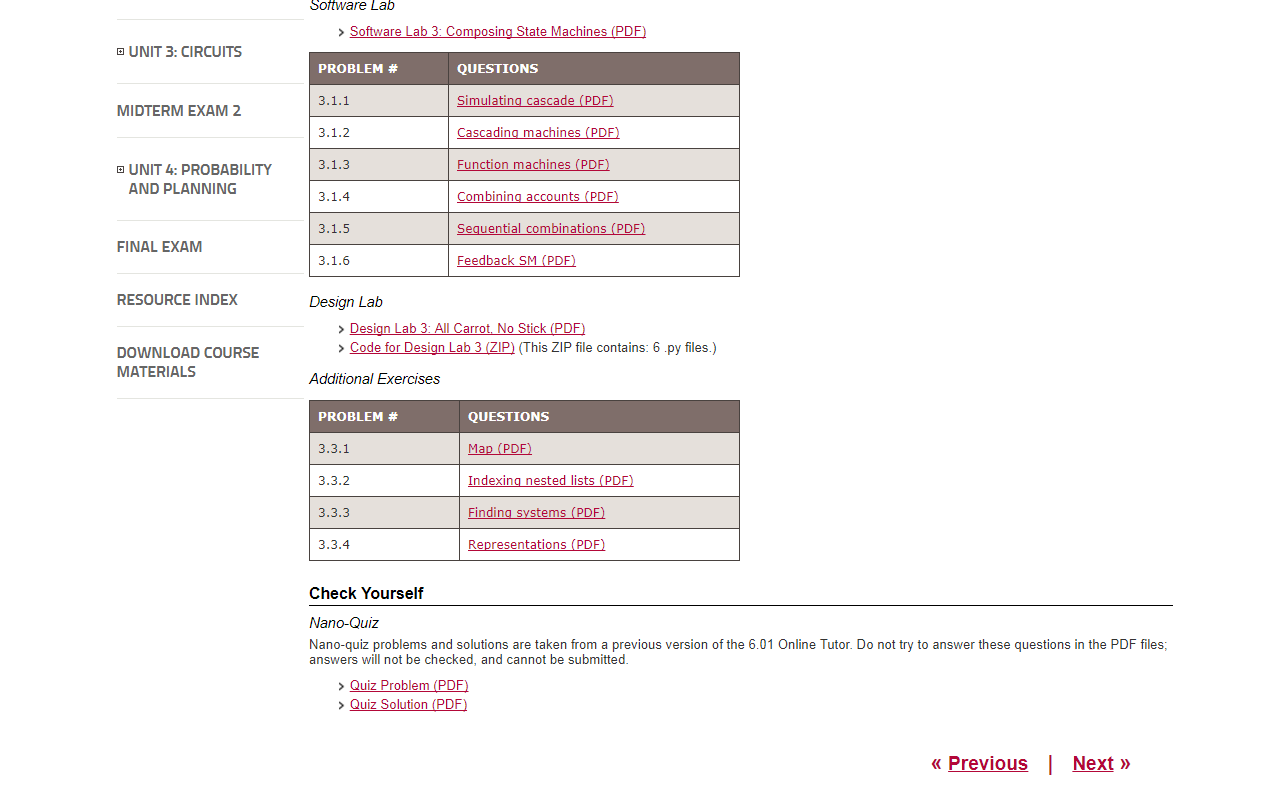 UNIT 3: CIRCUITS
MIDTERM EXAM 2
UNIT 4: PROBABILITY
AND PLANNING
FINAL EXAM
RESOURCE INDEX
DOWNLOAD COURSE
MATERIALS
Software Lab
Software Lab 3: Composing State Machines (PDF)
PROBLEM # QUESTIONS
3.1.1 Simulating cascade (PDF)
3.1.2 Cascading machines (PDF)
3.1.3 Function machines (PDF)
3.1.4 Combining accounts (PDF)
3.1.5 Sequential combinations (PDF)
3.1.6 Feedback SM (PDF)
Design Lab
Design Lab 3: All Carrot, No Stick (PDF)
Code for Design Lab 3 (ZIP) (This ZIP file contains: 6 .py files.)
Additional Exercises
PROBLEM # QUESTIONS
3.3.1 Map (PDF)
3.3.2 Indexing nested lists (PDF)
3.3.3 Finding systems (PDF)
3.3.4 Representations (PDF)
Check Yourself
Nano-Quiz
Nano-quiz problems and solutions are taken from a previous version of the 6.01 Online Tutor. Do not try to answer these questions in the PDF files;
answers will not be checked, and cannot be submitted.
Quiz Problem (PDF)
Quiz Solution (PDF)
« Previous | Next »